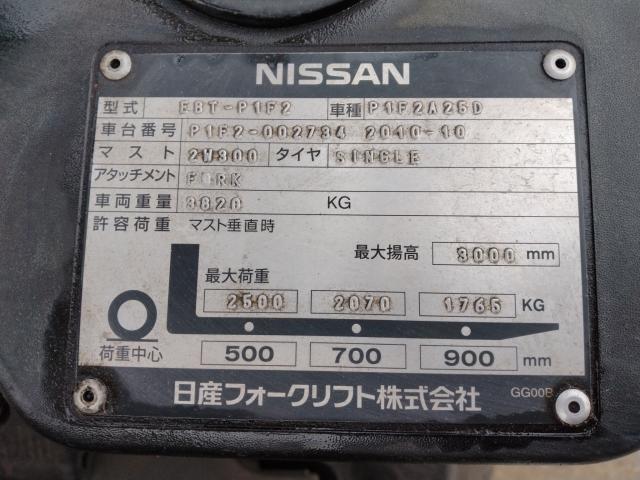 NISSAN
型式 EBT-P1F2 車種 P1F2A25D
車台番号 P1F2-002734 2010-10
マスト 2W300 タイヤ SINGLE
アタッチメント FORK
車両重量 3820 KG
許容荷重 マスト垂直時
最大揚高 3000 mm
最大荷重
2500 2070 1765 KG
荷重中心 500 700 900 mm
日産フォークリフト株式会社 GG00B